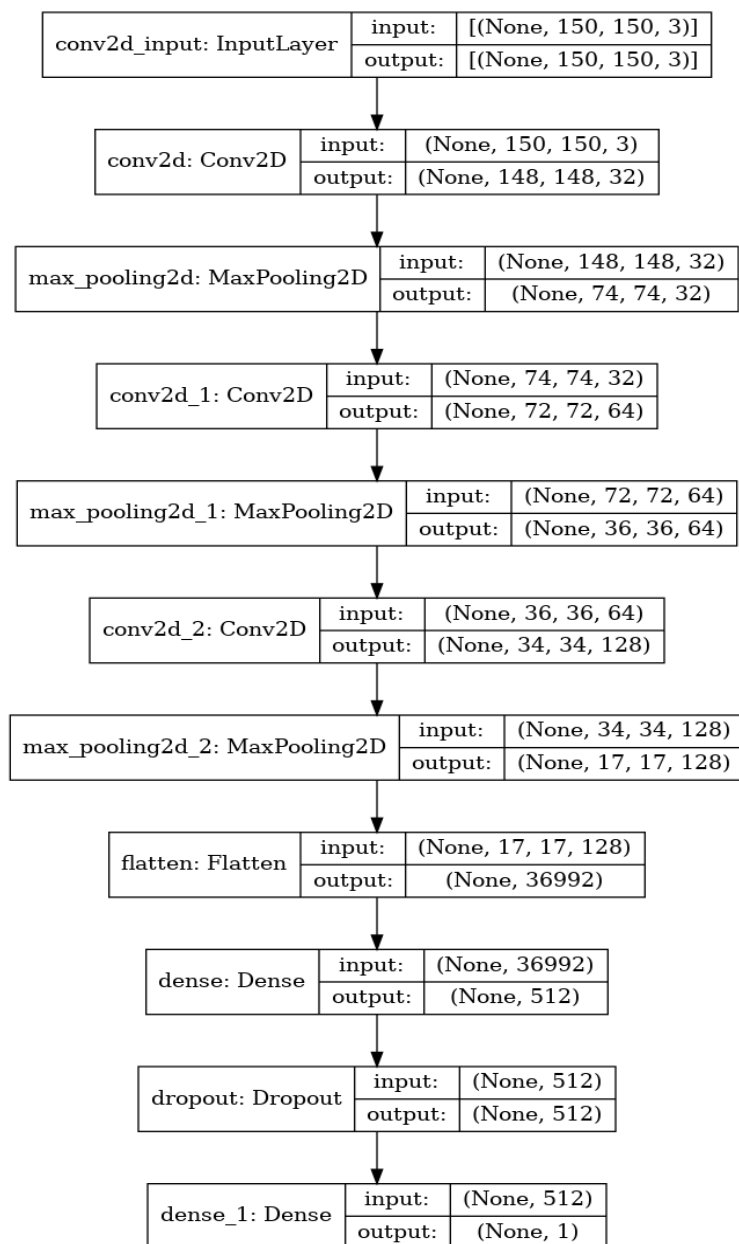 conv2d_input: InputLayer
input: [(None, 150, 150, 3)]
output: [(None, 150, 150, 3)]
conv2d: Conv2D
input: (None, 150, 150, 3)
output: (None, 148, 148, 32)
max_pooling2d: MaxPooling2D
input: (None, 148, 148, 32)
output: (None, 74, 74, 32)
conv2d_1: Conv2D
input: (None, 74, 74, 32)
output: (None, 72, 72, 64)
max_pooling2d_1: MaxPooling2D
input: (None, 72, 72, 64)
output: (None, 36, 36, 64)
conv2d_2: Conv2D
input: (None, 36, 36, 64)
output: (None, 34, 34, 128)
max_pooling2d_2: MaxPooling2D
input: (None, 34, 34, 128)
output: (None, 17, 17, 128)
flatten: Flatten
input: (None, 17, 17, 128)
output: (None, 36992)
dense: Dense
input: (None, 36992)
output: (None, 512)
dropout: Dropout
input: (None, 512)
output: (None, 512)
dense_1: Dense
input: (None, 512)
output: (None, 1)